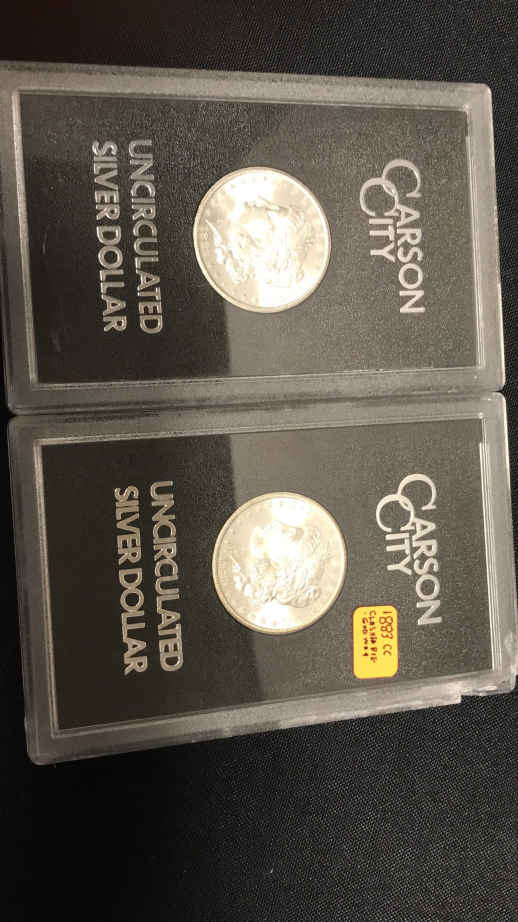 CARSON
CITY
UNCIRCULATED
SILVER DOLLAR
CARSON
CITY
1883 CC
UNCIRCULATED
SILVER DOLLAR